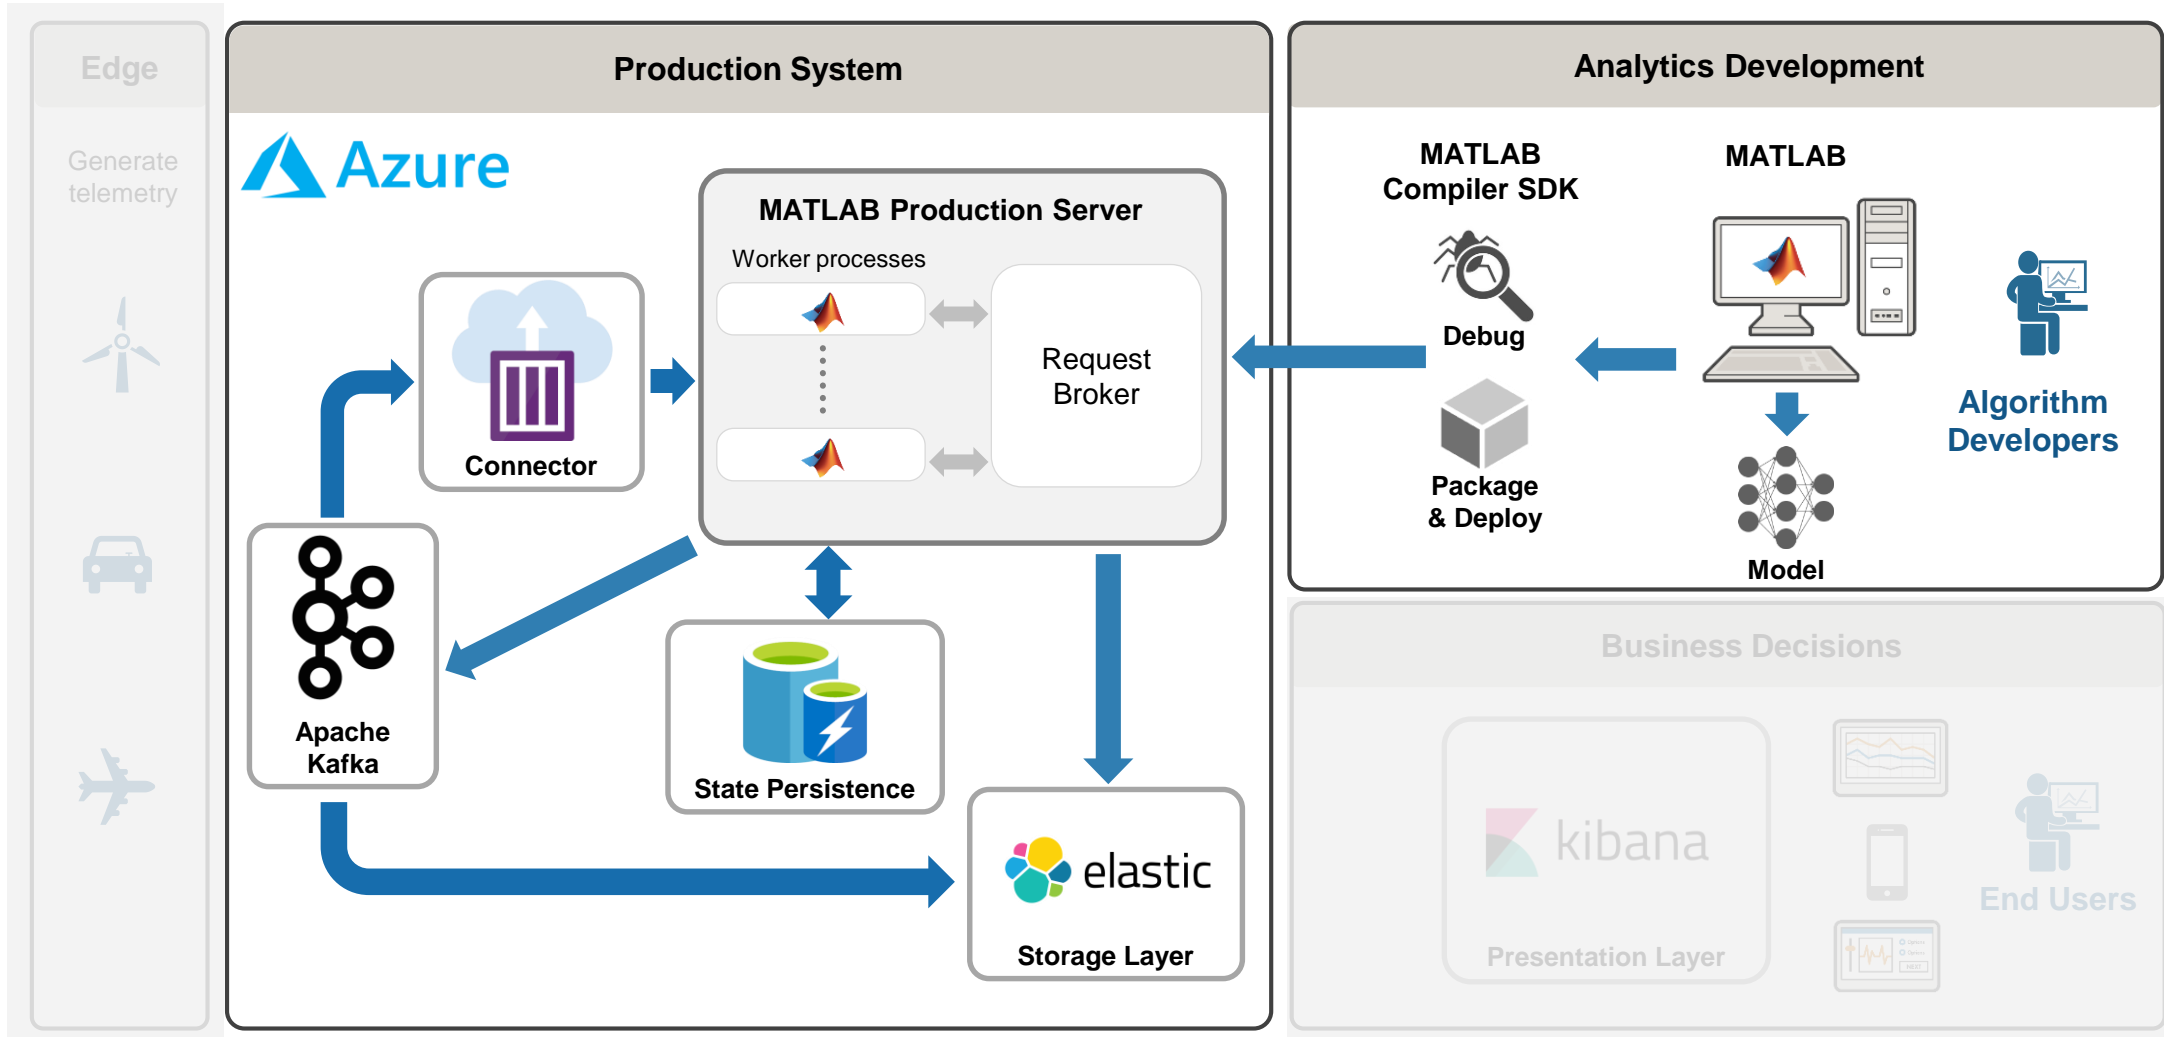 Edge
Generate
telemetry
Production System
Azure
MATLAB Production Server
Worker processes
Request
Broker
Connector
Apache
Kafka
State Persistence
elastic
Storage Layer
Analytics Development
MATLAB
Compiler SDK
Debug
Package
& Deploy
MATLAB
Model
Algorithm
Developers
Business Decisions
kibana
Presentation Layer
NEXT
End Users